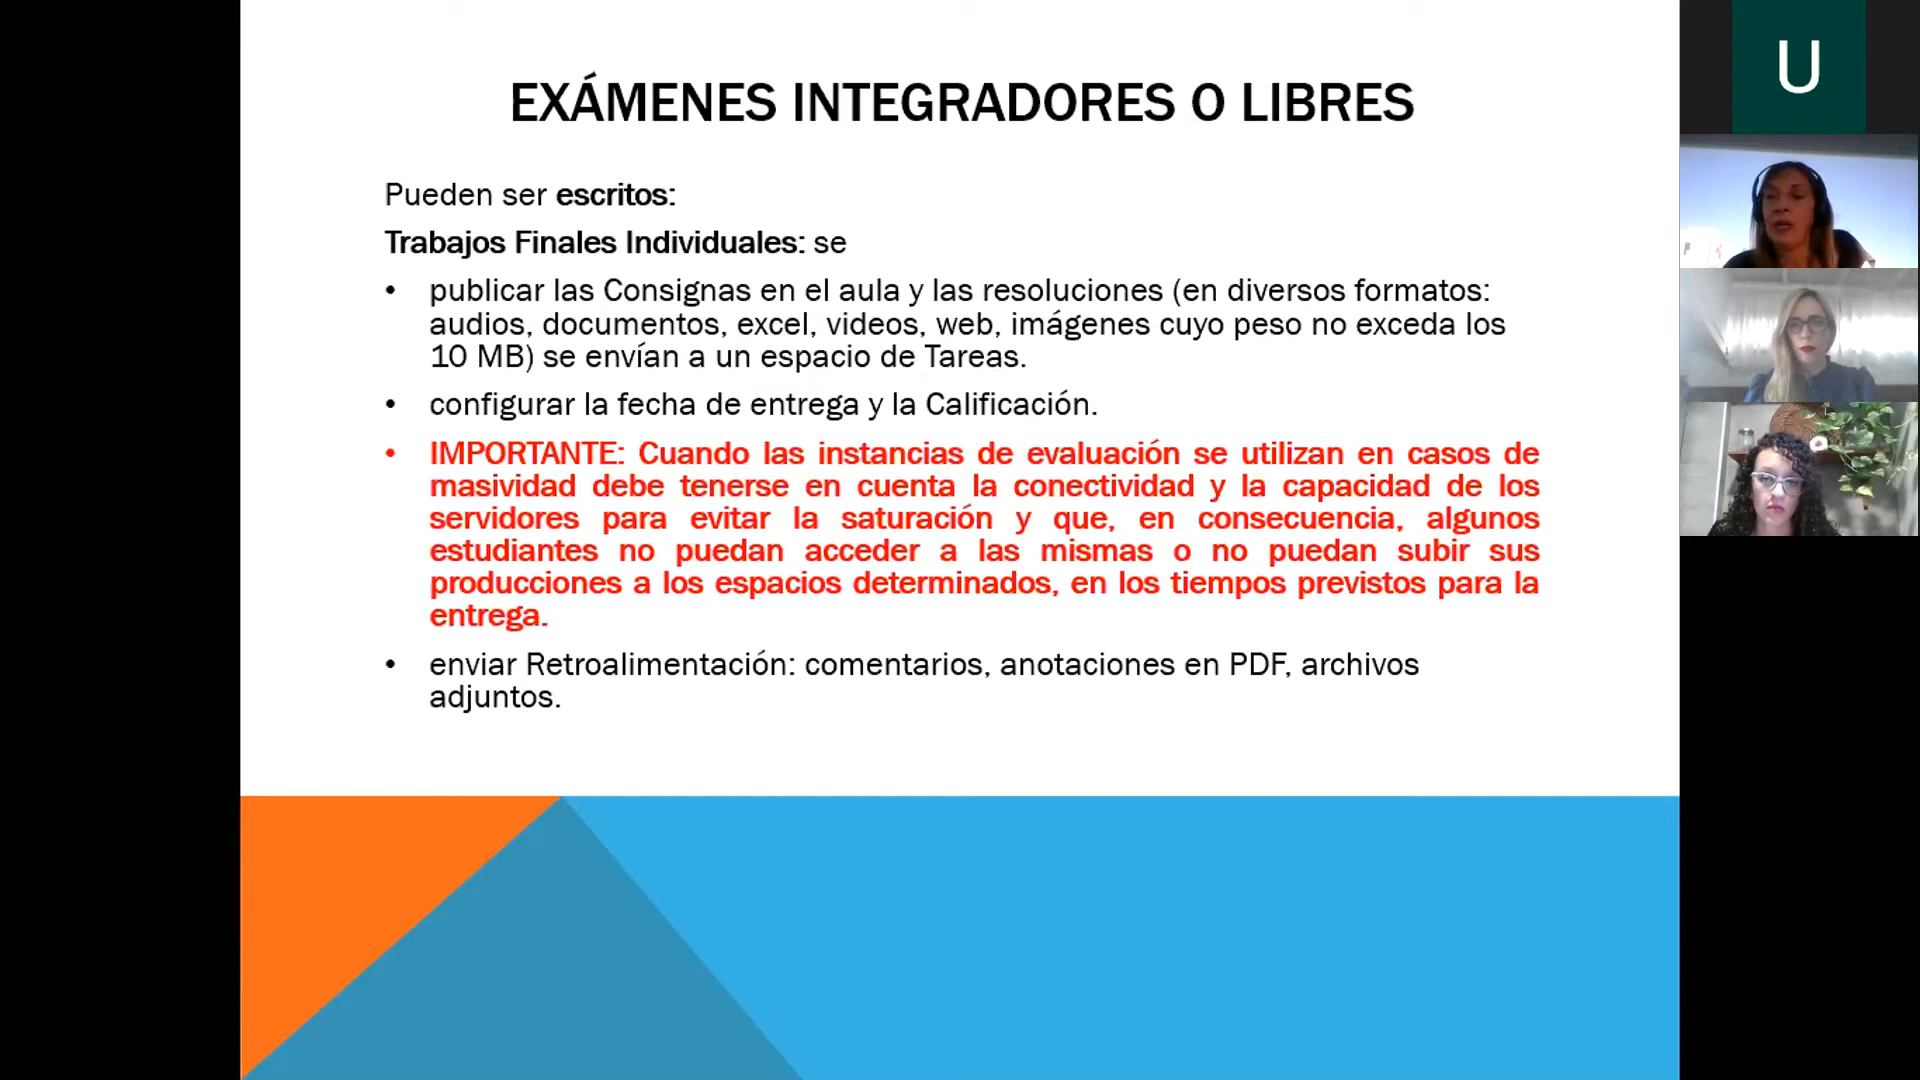 EXÁMENES INTEGRADORES O LIBRES
Pueden ser escritos:
Trabajos Finales Individuales: se
• publicar las Consignas en el aula y las resoluciones (en diversos formatos:
audios, documentos, excel, videos, web, imágenes cuyo peso no exceda los
10 MB) se envían a un espacio de Tareas.
• configurar la fecha de entrega y la Calificación.
• IMPORTANTE: Cuando las instancias de evaluación se utilizan en casos de
masividad debe tenerse en cuenta la conectividad y la capacidad de los
servidores para evitar la saturación y que, en consecuencia, algunos
estudiantes no puedan acceder a las mismas o no puedan subir sus
producciones a los espacios determinados, en los tiempos previstos para la
entrega.
• enviar Retroalimentación: comentarios, anotaciones en PDF, archivos
adjuntos.
U